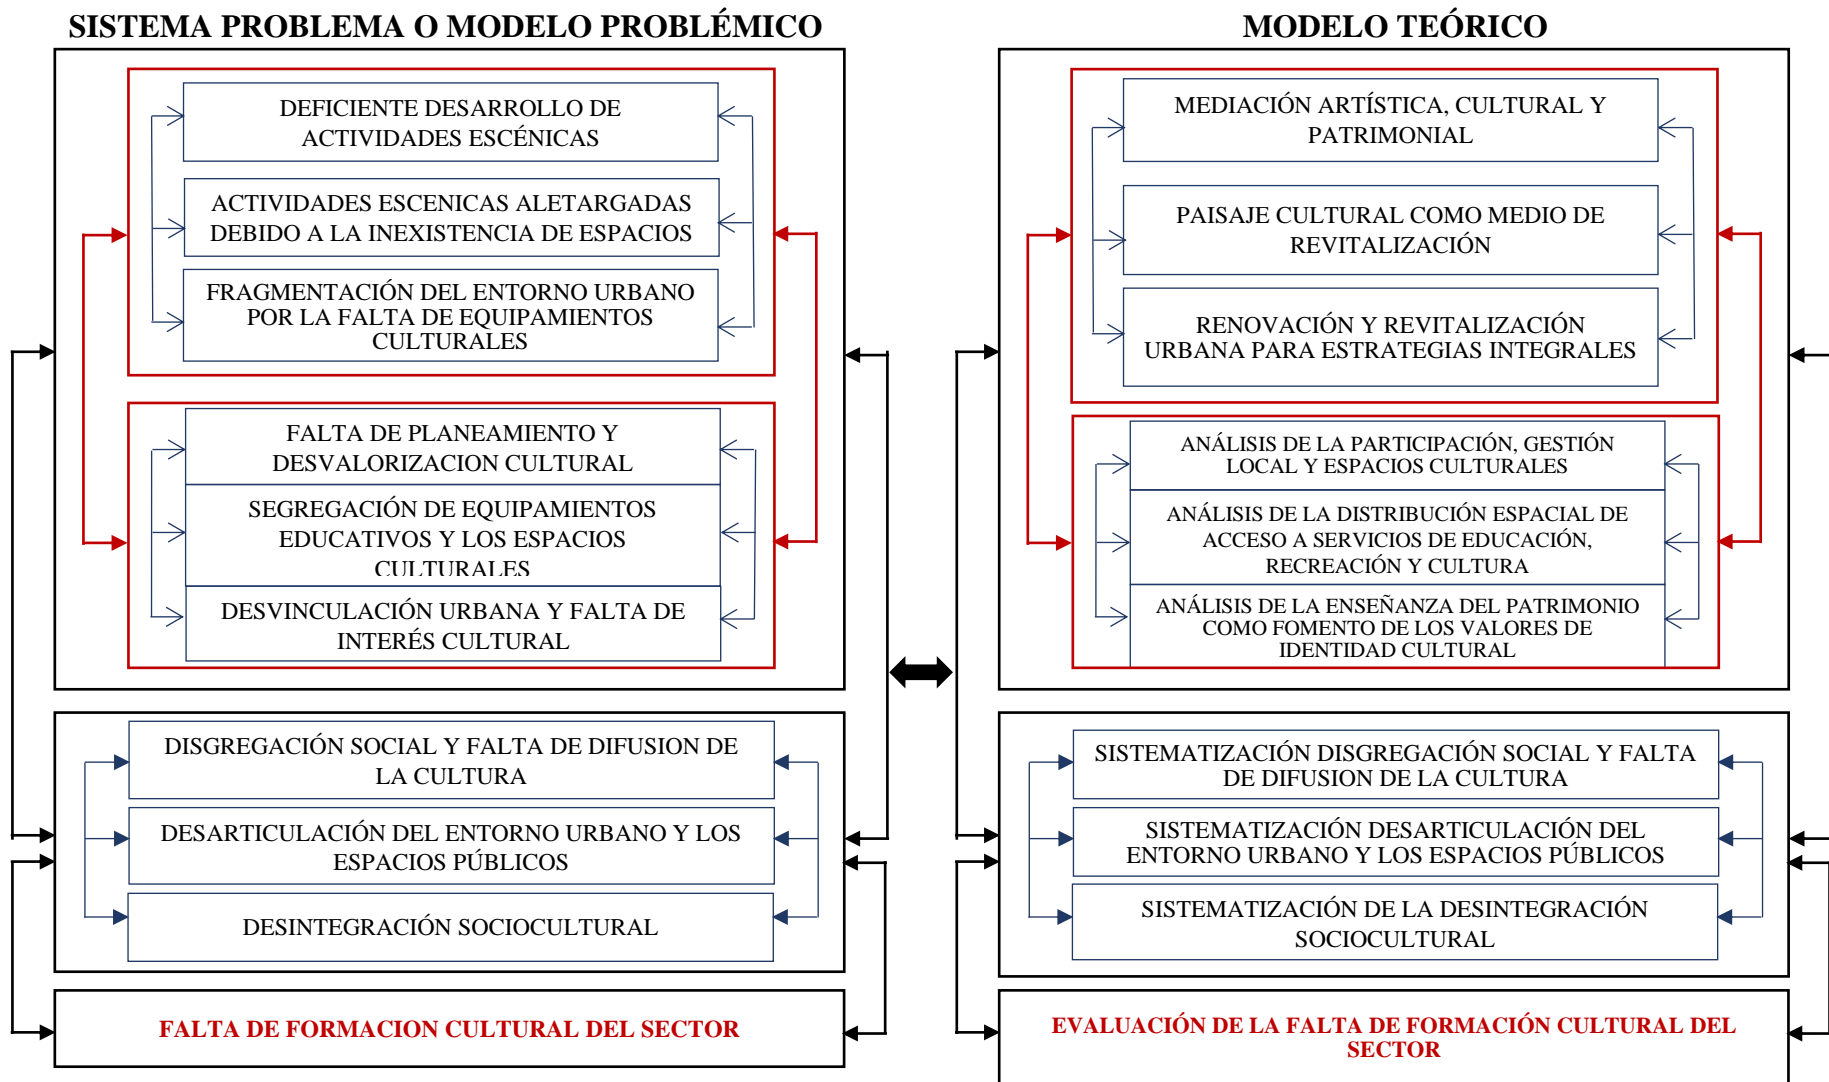 SISTEMA PROBLEMA O MODELO PROBLÉMICO
DEFICIENTE DESARROLLO DE
ACTIVIDADES ESCÉNICAS
ACTIVIDADES ESCENICAS ALETARGADAS
DEBIDO A LA INEXISTENCIA DE ESPACIOS
FRAGMENTACIÓN DEL ENTORNO URBANO
POR LA FALTA DE EQUIPAMIENTOS
CULTURALES
FALTA DE PLANEAMIENTO Y
DESVALORIZACION CULTURAL
SEGREGACIÓN DE EQUIPAMIENTOS
EDUCATIVOS Y LOS ESPACIOS
CULTURALES
DESVINCULACIÓN URBANA Y FALTA DE
INTERÉS CULTURAL
DISGREGACIÓN SOCIAL Y FALTA DE DIFUSION DE
LA CULTURA
DESARTICULACIÓN DEL ENTORNO URBANO Y LOS
ESPACIOS PÚBLICOS
DESINTEGRACIÓN SOCIOCULTURAL
FALTA DE FORMACION CULTURAL DEL SECTOR
MODELO TEÓRICO
MEDIACIÓN ARTÍSTICA, CULTURAL Y
PATRIMONIAL
PAISAJE CULTURAL COMO MEDIO DE
REVITALIZACIÓN
RENOVACIÓN Y REVITALIZACIÓN
URBANA PARA ESTRATEGIAS INTEGRALES
ANÁLISIS DE LA PARTICIPACIÓN, GESTIÓN
LOCAL Y ESPACIOS CULTURALES
ANÁLISIS DE LA DISTRIBUCIÓN ESPACIAL DE
ACCESO A SERVICIOS DE EDUCACIÓN,
RECREACIÓN Y CULTURA
ANÁLISIS DE LA ENSEÑANZA DEL PATRIMONIO
COMO FOMENTO DE LOS VALORES DE
IDENTIDAD CULTURAL
SISTEMATIZACIÓN DISGREGACIÓN SOCIAL Y FALTA
DE DIFUSION DE LA CULTURA
SISTEMATIZACIÓN DESARTICULACIÓN DEL
ENTORNO URBANO Y LOS ESPACIOS PÚBLICOS
SISTEMATIZACIÓN DE LA DESINTEGRACIÓN
SOCIOCULTURAL
EVALUACIÓN DE LA FALTA DE FORMACIÓN CULTURAL DEL
SECTOR